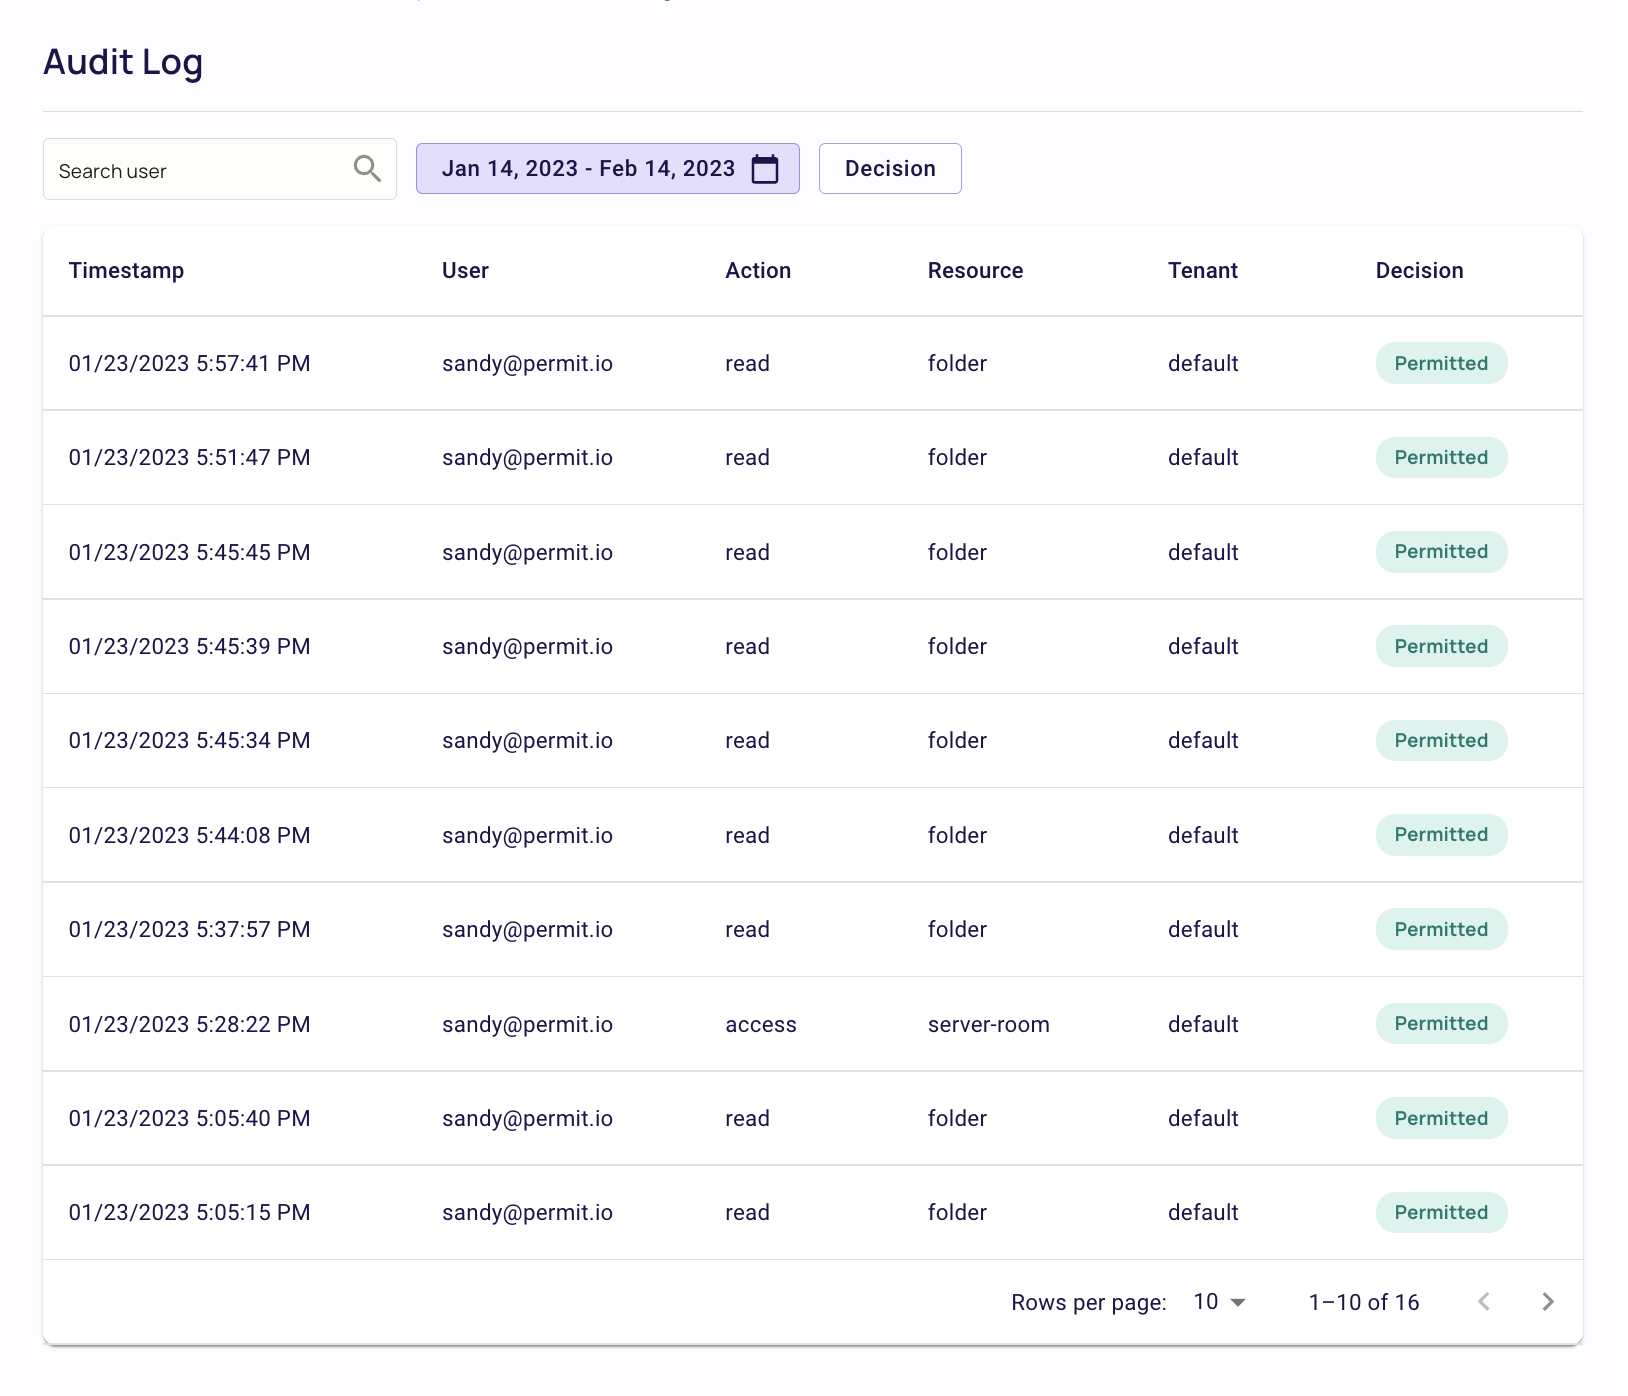 Audit Log
Search user
Jan 14, 2023 - Feb 14, 2023
Decision
Timestamp User Action Resource Tenant Decision
01/23/2023 5:57:41 PM sandy@permit.io read folder default Permitted
01/23/2023 5:51:47 PM sandy@permit.io read folder default Permitted
01/23/2023 5:45:45 PM sandy@permit.io read folder default Permitted
01/23/2023 5:45:39 PM sandy@permit.io read folder default Permitted
01/23/2023 5:45:34 PM sandy@permit.io read folder default Permitted
01/23/2023 5:44:08 PM sandy@permit.io read folder default Permitted
01/23/2023 5:37:57 PM sandy@permit.io read folder default Permitted
01/23/2023 5:28:22 PM sandy@permit.io access server-room default Permitted
01/23/2023 5:05:40 PM sandy@permit.io read folder default Permitted
01/23/2023 5:05:15 PM sandy@permit.io read folder default Permitted
Rows per page: 10 1–10 of 16